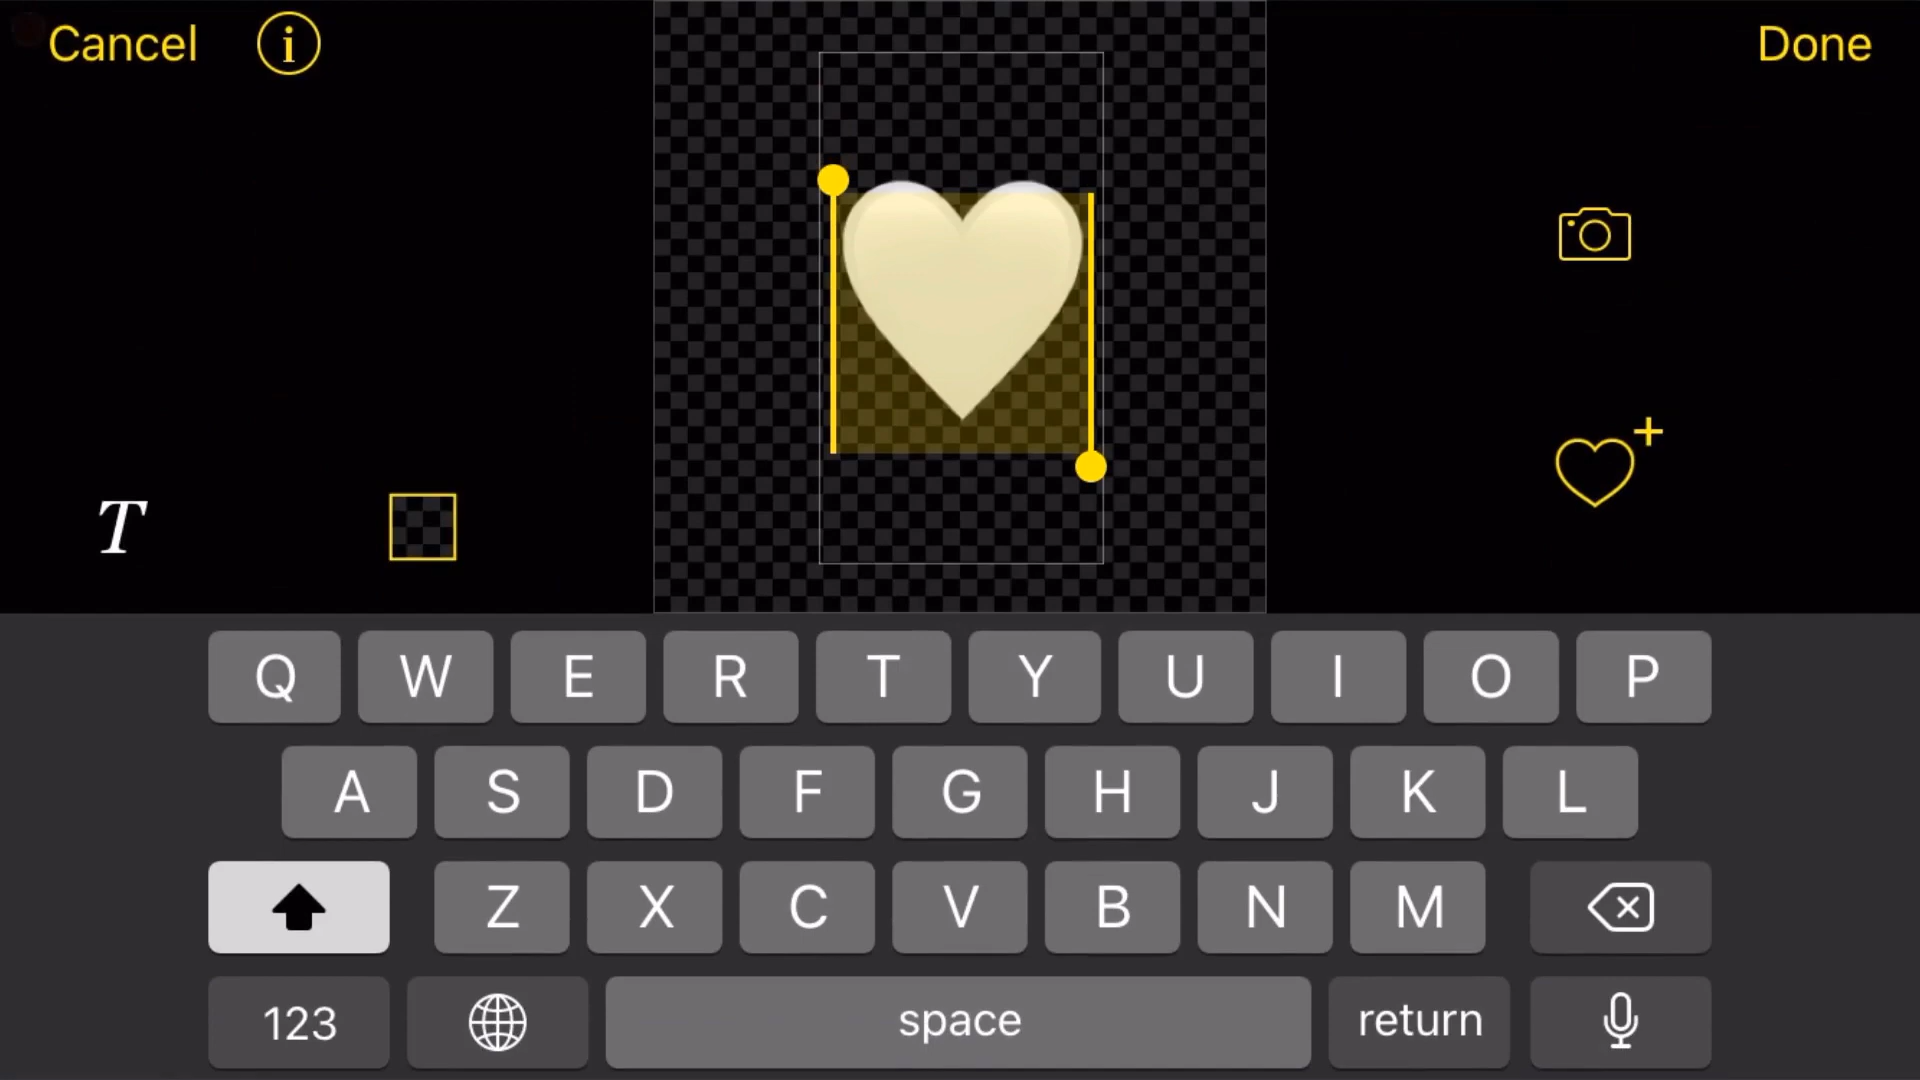 Cancel i Done
T
Q W E R T Y U I O P
A S D F G H J K L
Z X C V B N M
123 space return